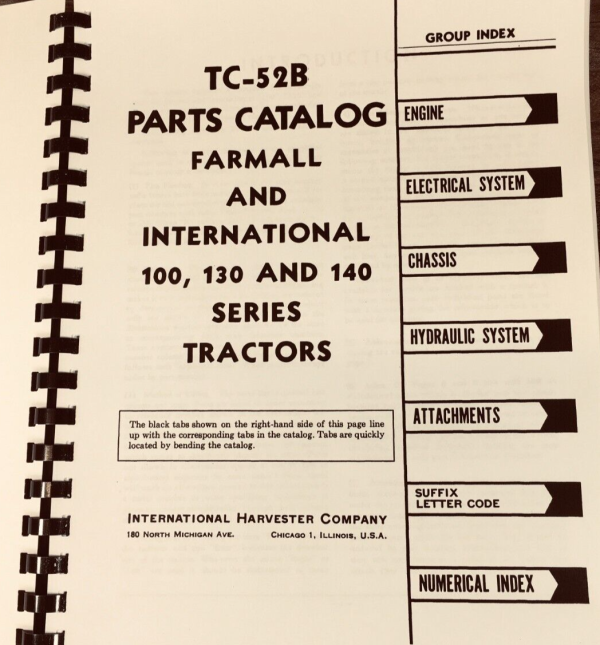 TC-52B
PARTS CATALOG
FARMALL
AND
INTERNATIONAL
100, 130 AND 140
SERIES
TRACTORS
The black tabs shown on the right-hand side of this page line
up with the corresponding tabs in the catalog. Tabs are quickly
located by bending the catalog.
INTERNATIONAL HARVESTER COMPANY
180 NORTH MICHIGAN AVE. CHICAGO 1, ILLINOIS, U.S.A.
GROUP INDEX
ENGINE
ELECTRICAL SYSTEM
CHASSIS
HYDRAULIC SYSTEM
ATTACHMENTS
SUFFIX
LETTER CODE
NUMERICAL INDEX